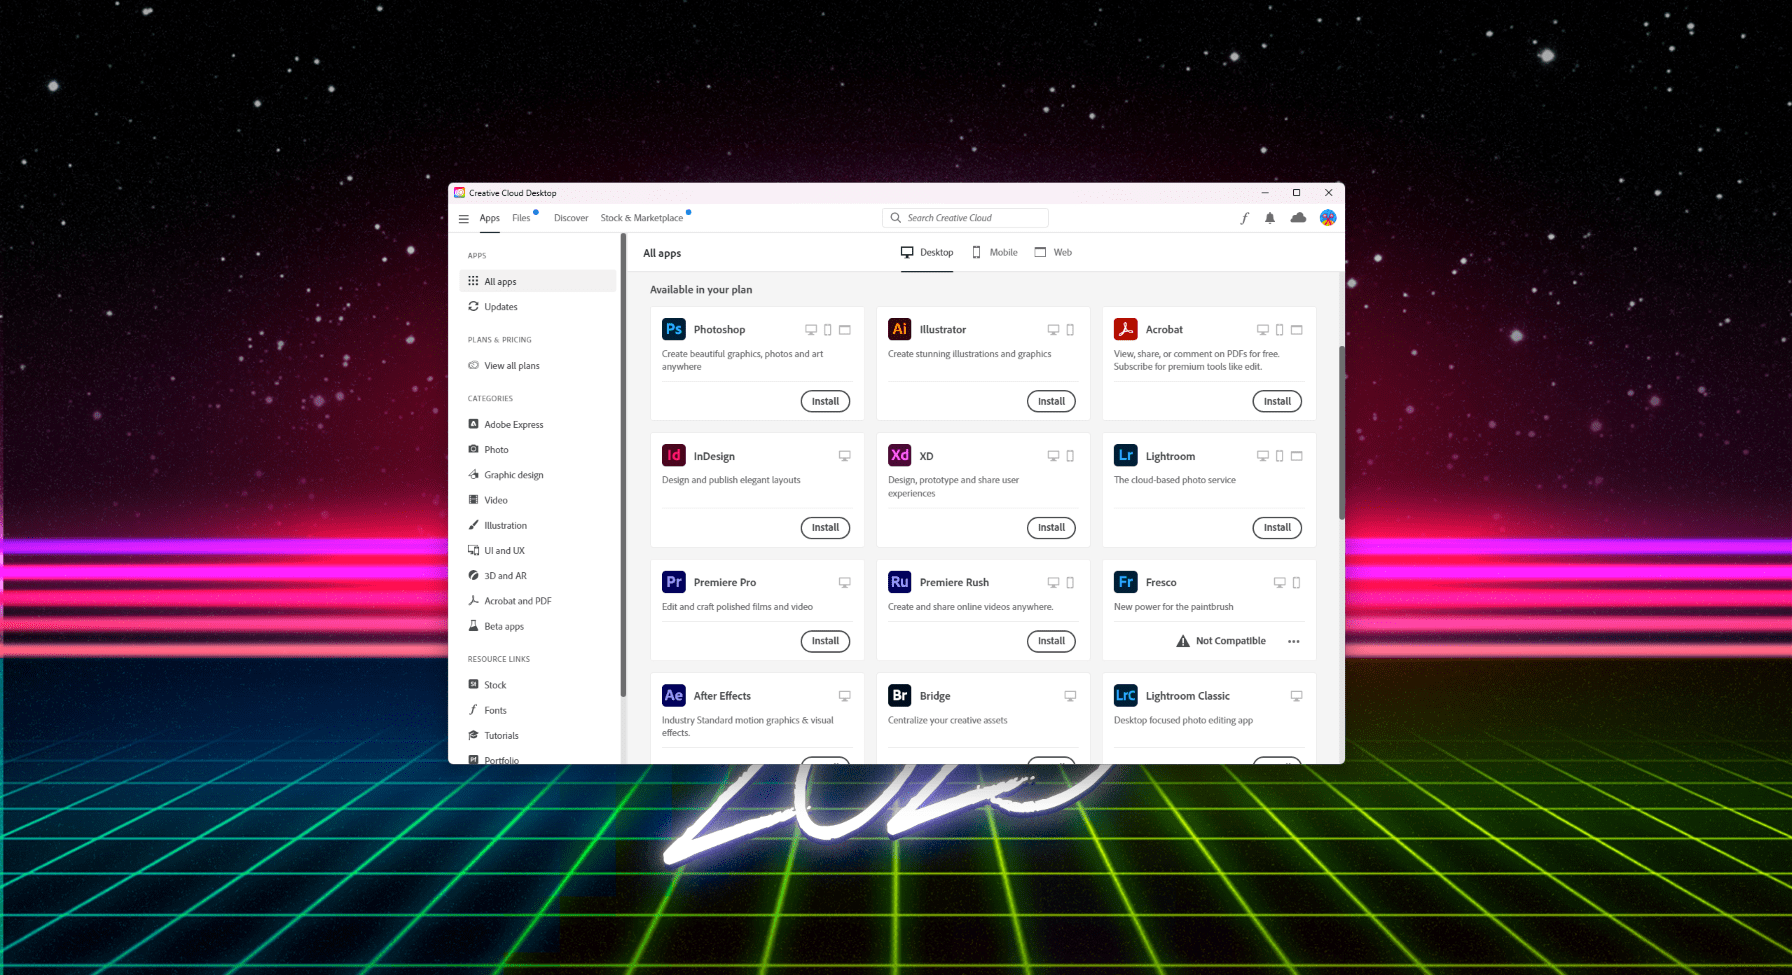 Creative Cloud Desktop
Apps
Files
Discover
Stock & Marketplace
Search Creative Cloud
APPS
All apps
Updates
PLANS & PRICING
View all plans
CATEGORIES
Adobe Express
Photo
Graphic design
Video
Illustration
UI and UX
3D and AR
Acrobat and PDF
Beta apps
RESOURCE LINKS
Stock
Fonts
Tutorials
Portfolio
All apps
Desktop
Mobile
Web
Available in your plan
Ps Photoshop
Create beautiful graphics, photos and art
anywhere
Install
Ai Illustrator
Create stunning illustrations and graphics
Install
Acrobat
View, share, or comment on PDFs for free.
Subscribe for premium tools like edit.
Install
Id InDesign
Design and publish elegant layouts
Install
Xd XD
Design, prototype and share user
experiences
Install
Lr Lightroom
The cloud-based photo service
Install
Pr Premiere Pro
Edit and craft polished films and video
Install
Ru Premiere Rush
Create and share online videos anywhere.
Install
Fr Fresco
New power for the paintbrush
Not Compatible
Ae After Effects
Industry Standard motion graphics & visual
effects.
Br Bridge
Centralize your creative assets
LrC Lightroom Classic
Desktop focused photo editing app